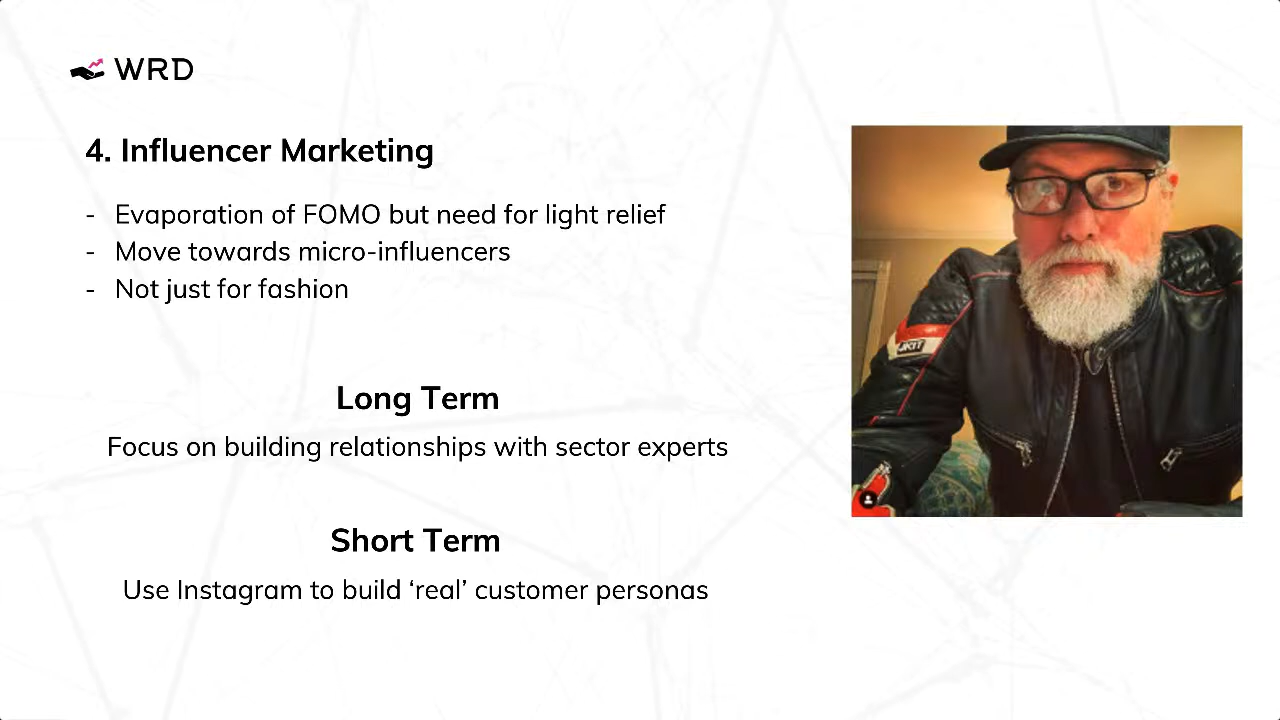 WRD
4. Influencer Marketing
- Evaporation of FOMO but need for light relief
- Move towards micro-influencers
- Not just for fashion
Long Term
Focus on building relationships with sector experts
Short Term
Use Instagram to build ‘real’ customer personas